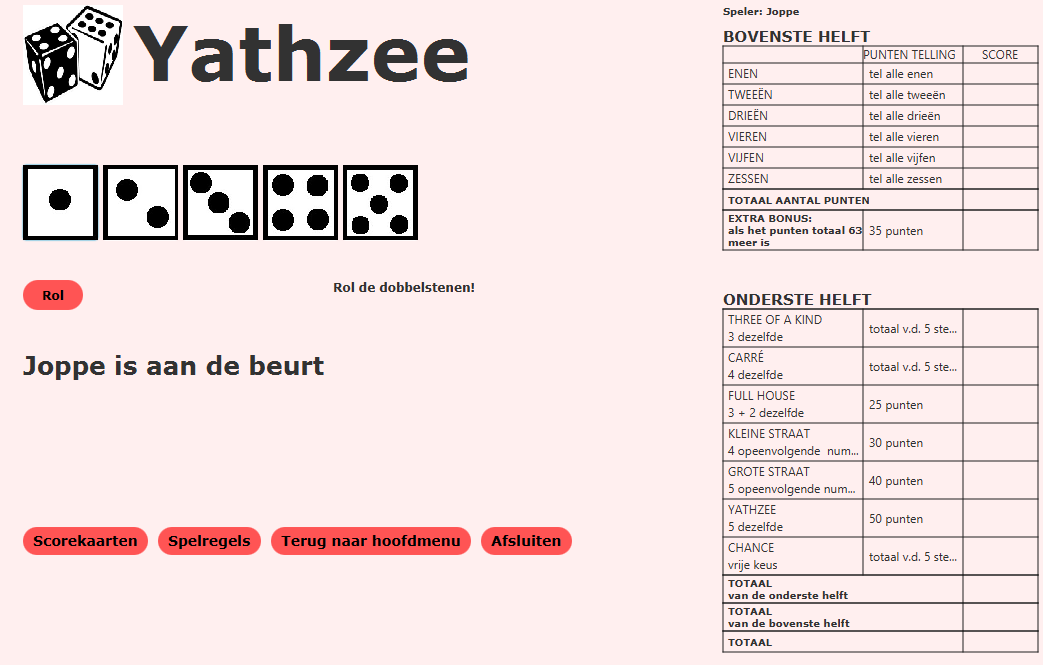 Yathzee
Rol
Rol de dobbelstenen!
Joppe is aan de beurt
Scorekaarten
Spelregels
Terug naar hoofdmenu
Afsluiten
Speler: Joppe
BOVENSTE HELFT
PUNTEN TELLING SCORE
ENEN tel alle enen
TWEEËN tel alle tweeën
DRIEËN tel alle drieën
VIEREN tel alle vieren
VIJFEN tel alle vijfen
ZESSEN tel alle zessen
TOTAAL AANTAL PUNTEN
EXTRA BONUS:
als het punten totaal 63 35 punten
meer is
ONDERSTE HELFT
THREE OF A KIND
3 dezelfde
totaal v.d. 5 ste...
CARRÉ
4 dezelfde
totaal v.d. 5 ste...
FULL HOUSE
3 + 2 dezelfde
25 punten
KLEINE STRAAT
4 opeenvolgende  num...
30 punten
GROTE STRAAT
5 opeenvolgende num...
40 punten
YATHZEE
5 dezelfde
50 punten
CHANCE
vrije keus
totaal v.d. 5 ste...
TOTAAL
van de onderste helft
TOTAAL
van de bovenste helft
TOTAAL